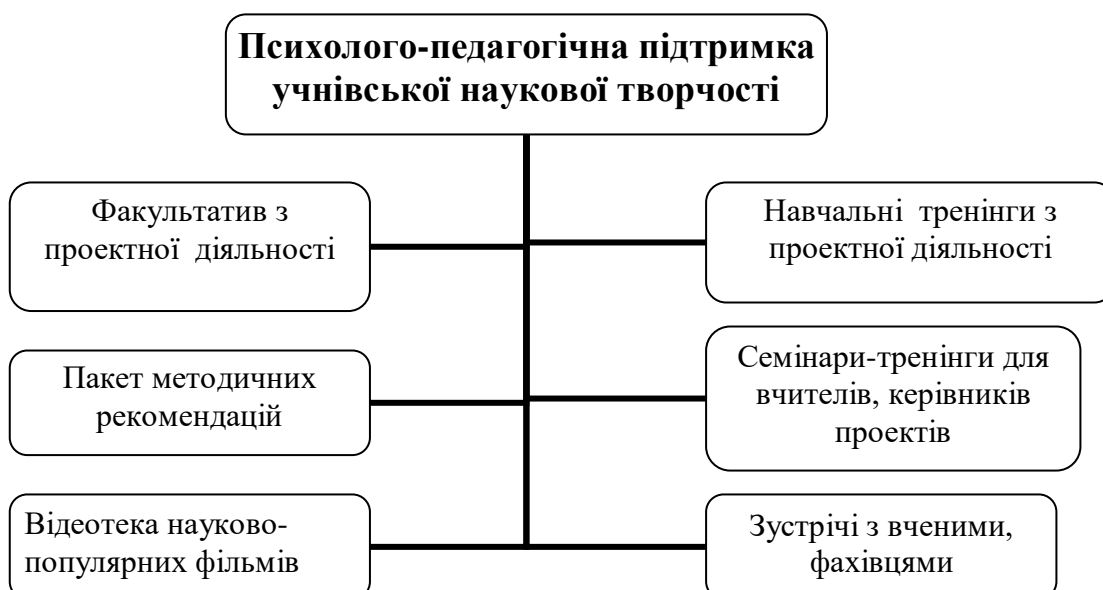 Психолого-педагогічна підтримка
учнівської наукової творчості
Факультатив з
проектної діяльності
Навчальні тренінги з
проектної діяльності
Пакет методичних
рекомендацій
Семінари-тренінги для
вчителів, керівників
проектів
Відеотека науково-
популярних фільмів
Зустрічі з вченими,
фахівцями